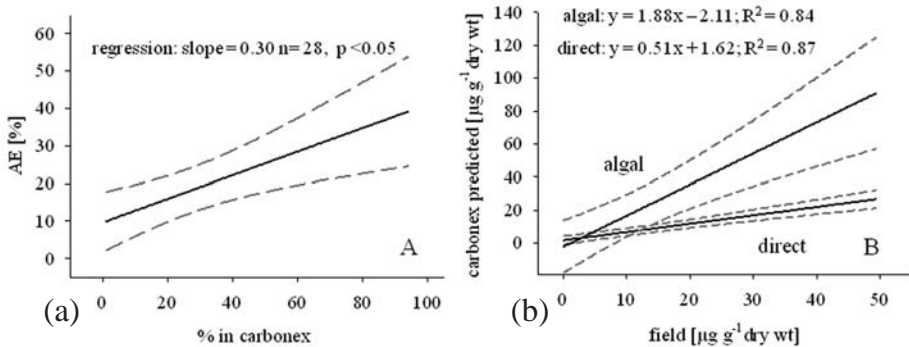 regression: slope = 0.30 n= 28, p <0.05
AE [%]
60
50
40
30
20
10
0
A
0 20 40 60 80 100
% in carbonex
(a)
algal: y = 1.88x − 2.11; R² = 0.84
direct: y = 0.51x + 1.62; R² = 0.87
carbonex predicted [µg g⁻¹ dry wt]
140
120
100
80
60
40
20
0
algal
direct
B
0 10 20 30 40 50
field [µg g⁻¹ dry wt]
(b)